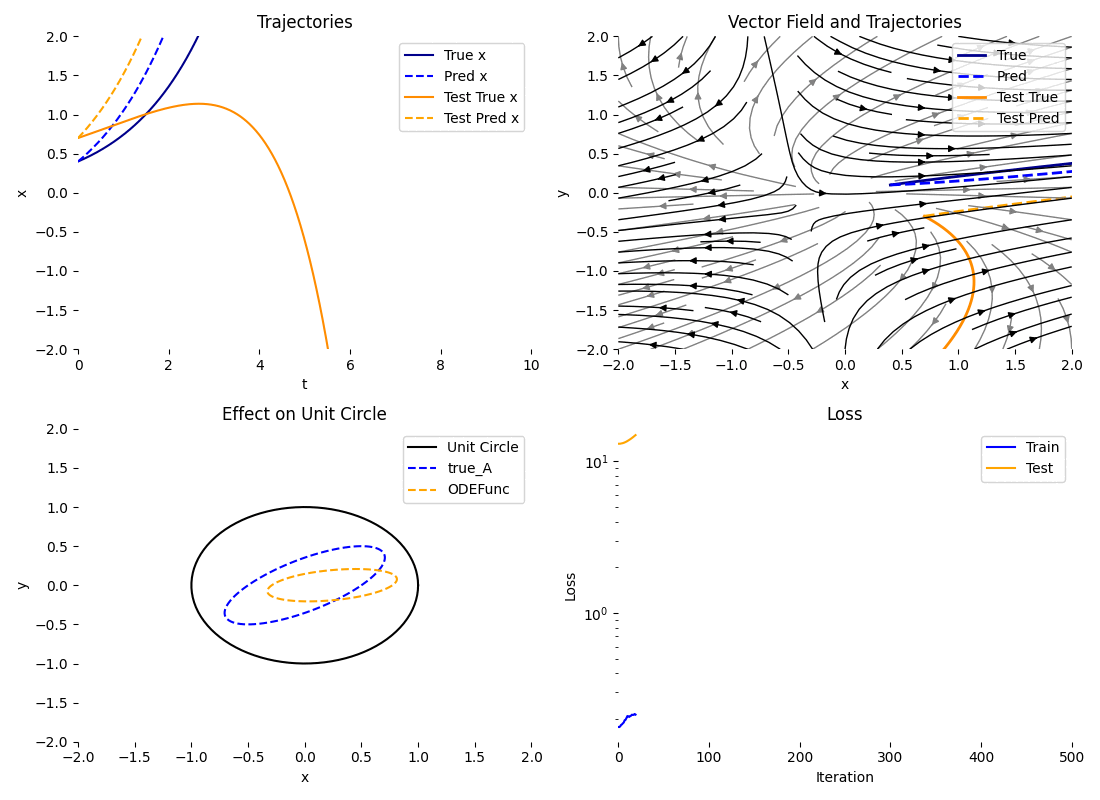 Trajectories
2.0
1.5
1.0
0.5
0.0
−0.5
−1.0
−1.5
−2.0
x
0 2 4 6 8 10
t
True x
Pred x
Test True x
Test Pred x
Vector Field and Trajectories
2.0
1.5
1.0
0.5
0.0
−0.5
−1.0
−1.5
−2.0
y
−2.0 −1.5 −1.0 −0.5 0.0 0.5 1.0 1.5 2.0
x
True
Pred
Test True
Test Pred
Effect on Unit Circle
2.0
1.5
1.0
0.5
0.0
−0.5
−1.0
−1.5
−2.0
y
−2.0 −1.5 −1.0 −0.5 0.0 0.5 1.0 1.5 2.0
x
Unit Circle
true_A
ODEFunc
Loss
10¹
10⁰
Loss
0 100 200 300 400 500
Iteration
Train
Test